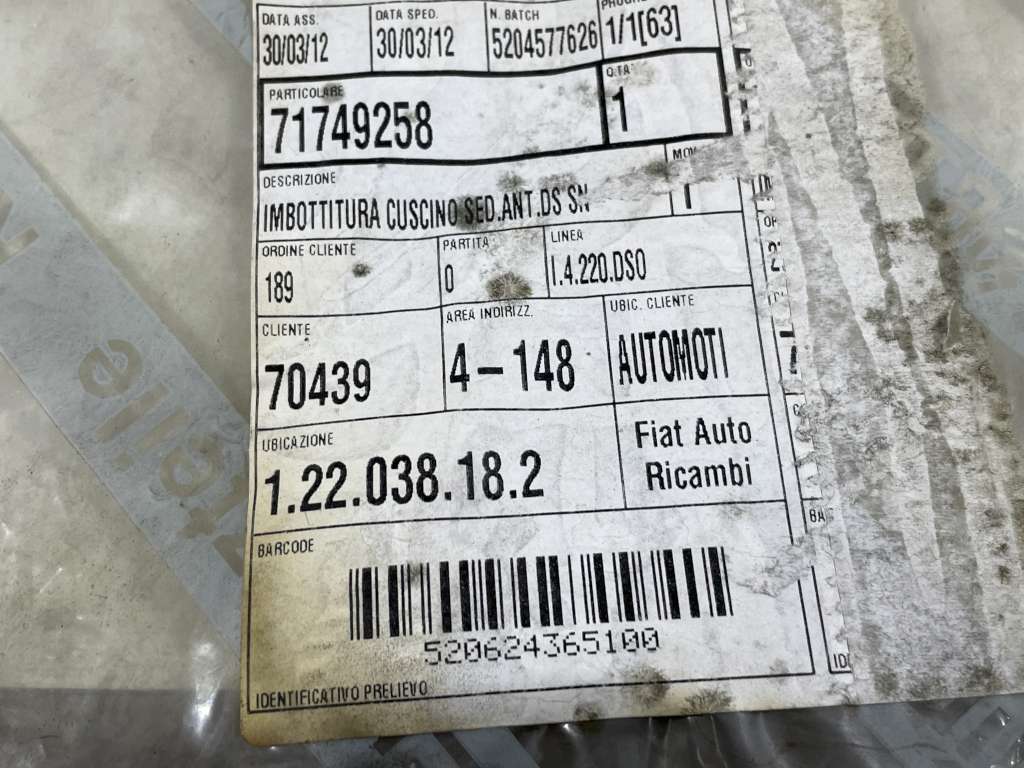 DATA ASS.
30/03/12
DATA SPED.
30/03/12
N. BATCH
5204577626
1/1[63]
PARTICOLARE
71749258
Q.TA'
1
DESCRIZIONE
IMBOTTITURA CUSCINO SED.ANT.DS SN
ORDINE CLIENTE
189
PARTITA
0
LINEA
I.4.220.DSO
CLIENTE
70439
AREA INDIRIZZ.
4-148
UBIC. CLIENTE
AUTOMOTI
UBICAZIONE
1.22.038.18.2
Fiat Auto
Ricambi
BARCODE
520624365100
IDENTIFICATIVO PRELIEVO